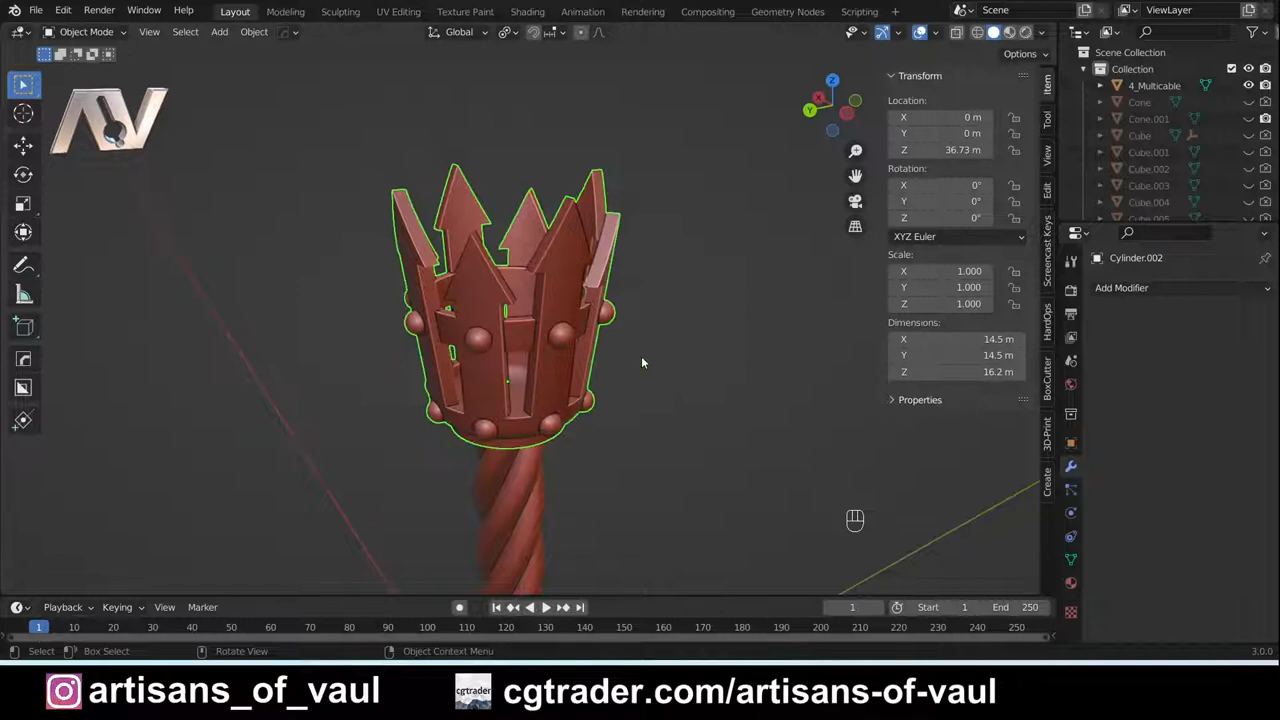 File Edit Render Window Help Layout Modeling Sculpting UV Editing Texture Paint Shading Animation Rendering Compositing Geometry Nodes Scripting + Scene ViewLayer
Object Mode View Select Add Object Global
Options
Transform
Location:
X 0 m
Y 0 m
Z 36.73 m
Rotation:
X 0°
Y 0°
Z 0°
XYZ Euler
Scale:
X 1.000
Y 1.000
Z 1.000
Dimensions:
X 14.5 m
Y 14.5 m
Z 16.2 m
Properties
Item
Tool
View
Edit
Screencast Keys
HardOps
BoxCutter
3D-Print
Create
Scene Collection
Collection
4_Multicable
Cone
Cone.001
Cube
Cube.001
Cube.002
Cube.003
Cube.004
Cube.005
Cylinder.002
Add Modifier
Z
X
Y
AV
Playback Keying View Marker 1 Start 1 End 250
1 10 20 30 40 50 60 70 80 90 100 110 120 130 140 150 160 170 180 190 200 210 220 230 240 250
Select Box Select Rotate View Object Context Menu 3.0.0
artisans_of_vaul cgtrader cgtrader.com/artisans-of-vaul